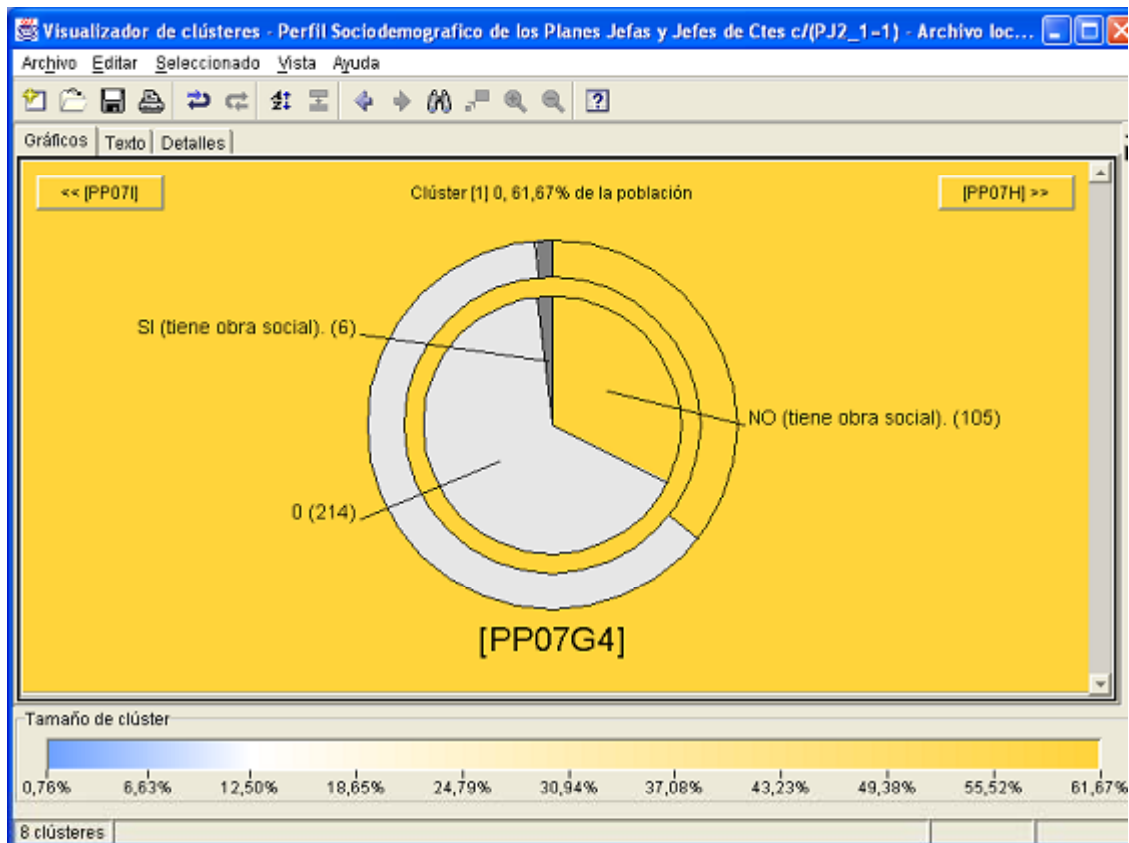 Visualizador de clústeres - Perfil Sociodemografico de los Planes Jefas y Jefes de Ctes c/(PJ2_1=1) - Archivo loc...
Archivo Editar Seleccionado Vista Ayuda
Gráficos Texto Detalles
<< [PP07I] Clúster [1] 0, 61,67% de la población [PP07H] >>
SI (tiene obra social). (6)
NO (tiene obra social). (105)
0 (214)
[PP07G4]
Tamaño de clúster
0,76% 6,63% 12,50% 18,65% 24,79% 30,94% 37,08% 43,23% 49,38% 55,52% 61,67%
8 clústeres